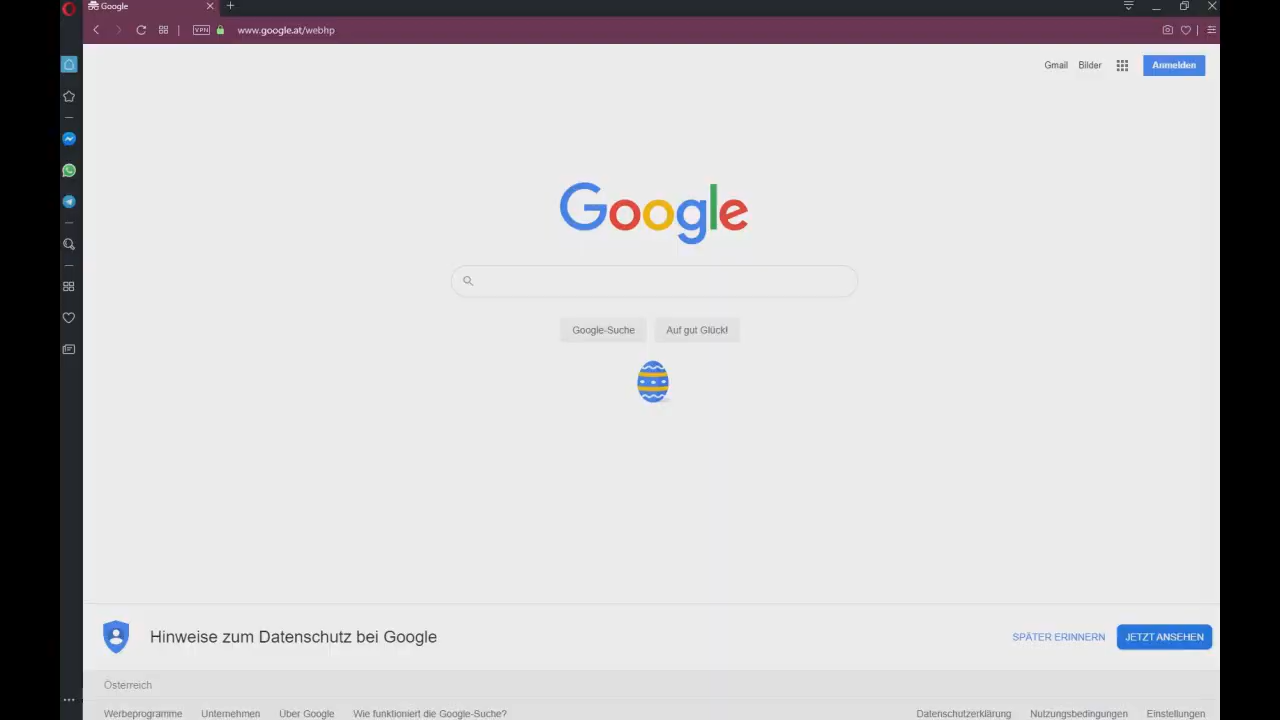 Google
VPN
www.google.at/webhp
Gmail Bilder Anmelden
Google
Google-Suche Auf gut Glück!
Hinweise zum Datenschutz bei Google SPÄTER ERINNERN JETZT ANSEHEN
Österreich
Werbeprogramme Unternehmen Über Google Wie funktioniert die Google-Suche? Datenschutzerklärung Nutzungsbedingungen Einstellungen